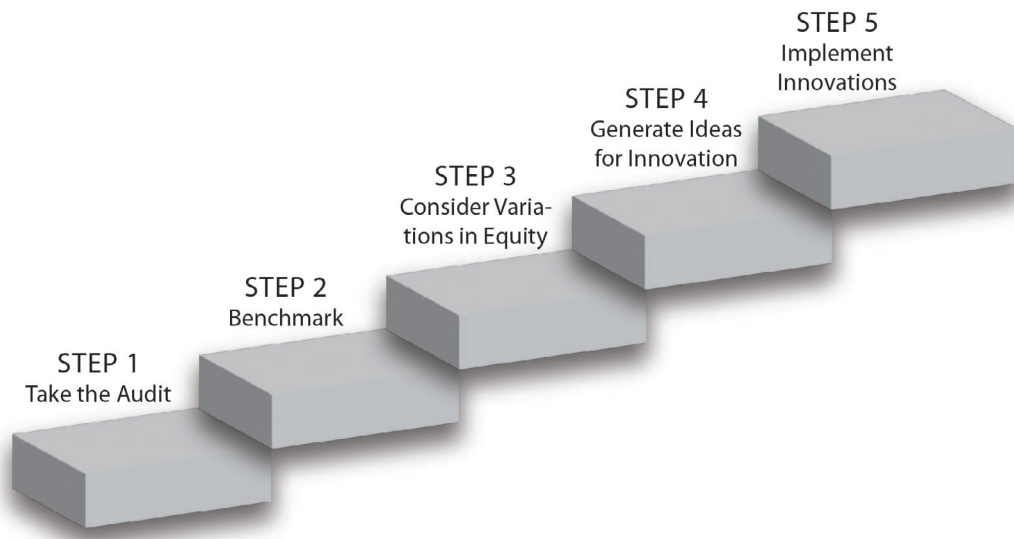 STEP 1
Take the Audit
STEP 2
Benchmark
STEP 3
Consider Varia-
tions in Equity
STEP 4
Generate Ideas
for Innovation
STEP 5
Implement
Innovations